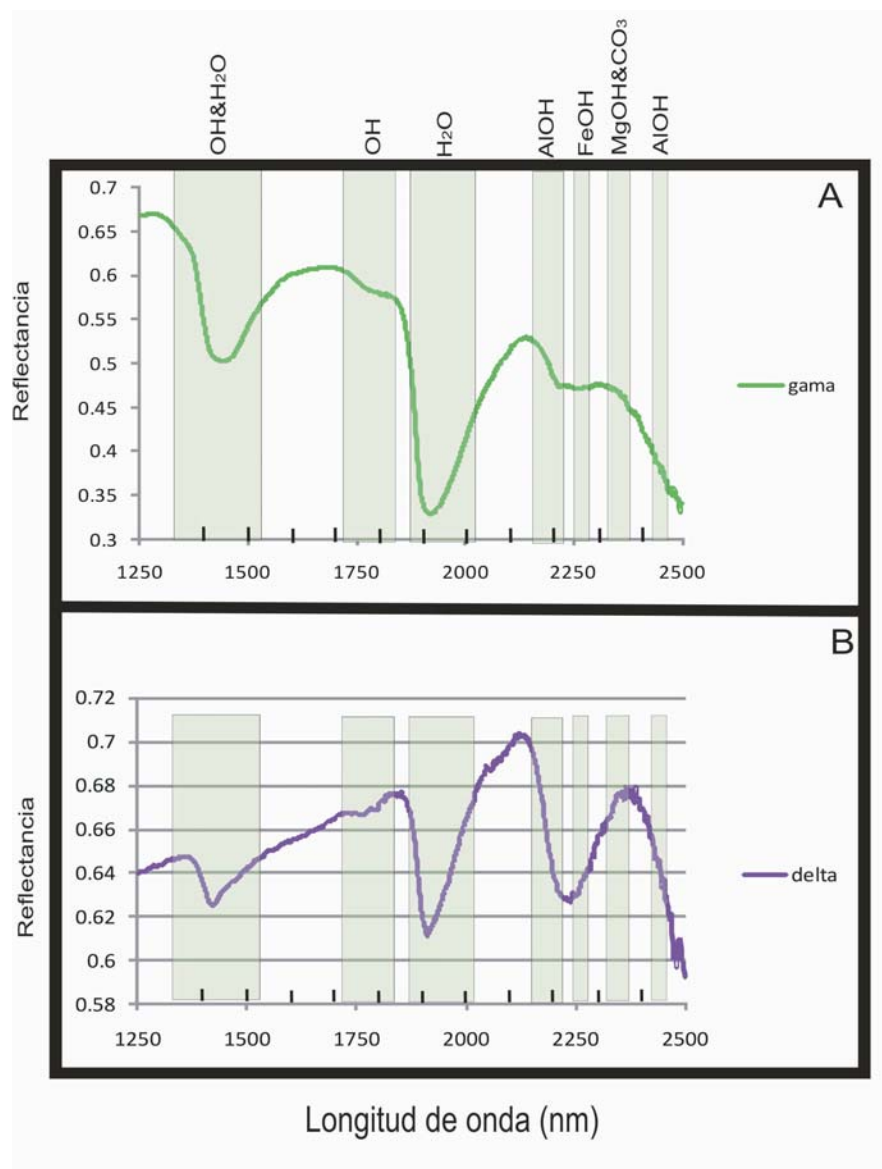 OH&H2O
OH
H2O
AlOH
FeOH
MgOH&CO3
AlOH
A
Reflectancia
0.7
0.65
0.6
0.55
0.5
0.45
0.4
0.35
0.3
1250 1500 1750 2000 2250 2500
gama
B
Reflectancia
0.72
0.7
0.68
0.66
0.64
0.62
0.6
0.58
1250 1500 1750 2000 2250 2500
delta
Longitud de onda (nm)